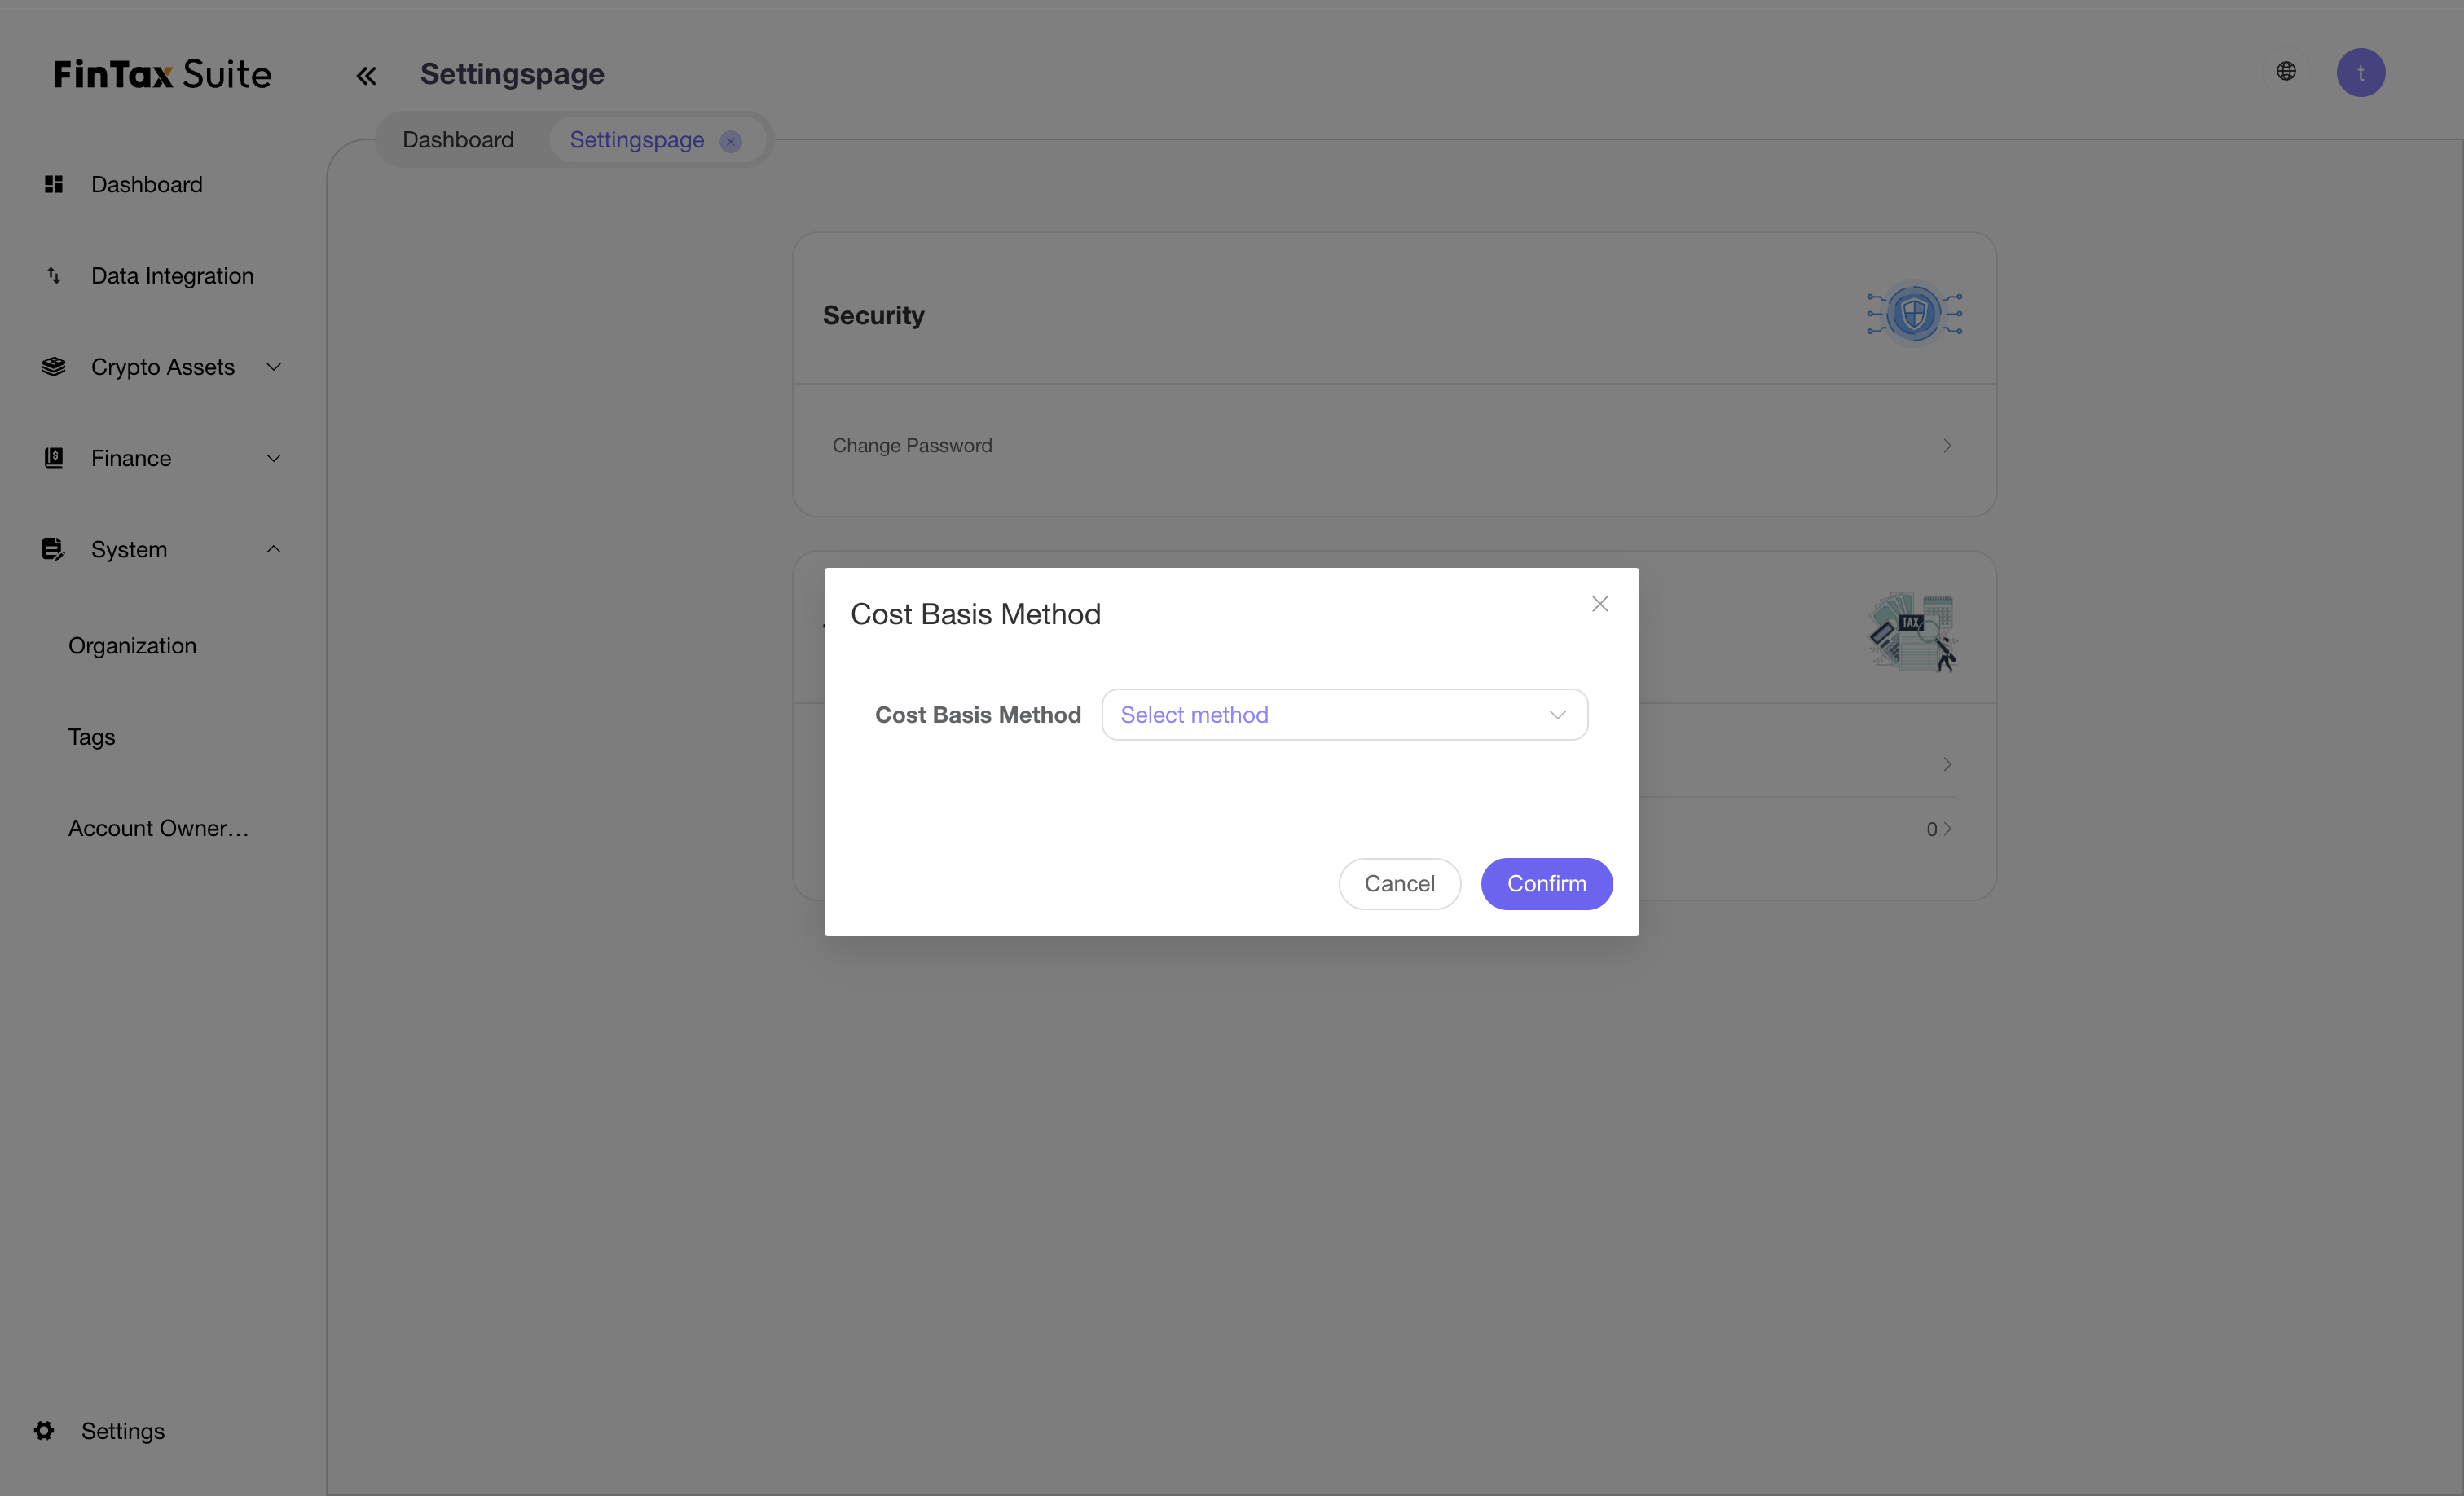 FinTax Suite
Settingspage
t
Dashboard
Settingspage
Dashboard
Data Integration
Crypto Assets
Finance
System
Organization
Tags
Account Owner...
Settings
Security
Change Password
TAX
0
Cost Basis Method
Cost Basis Method
Select method
Cancel
Confirm